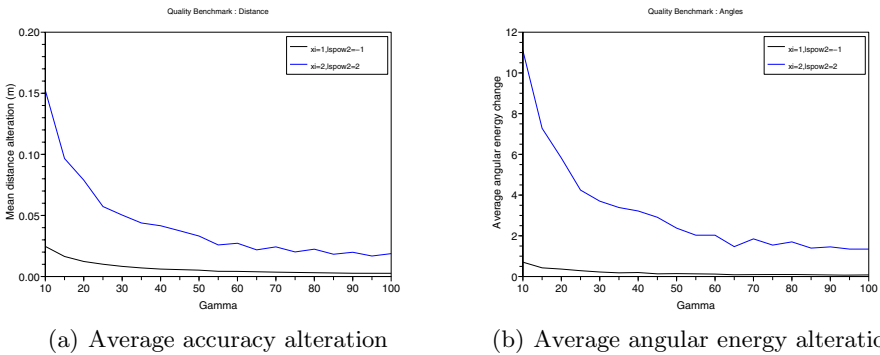 Quality Benchmark : Distance
0.20
0.15
0.10
0.05
0.00
Mean distance alteration (m)
xi=1,lspow2=−1
xi=2,lspow2=2
10 20 30 40 50 60 70 80 90 100
Gamma
(a) Average accuracy alteration
Quality Benchmark : Angles
12
10
8
6
4
2
0
Average angular energy change
xi=1,lspow2=−1
xi=2,lspow2=2
10 20 30 40 50 60 70 80 90 100
Gamma
(b) Average angular energy alteratio